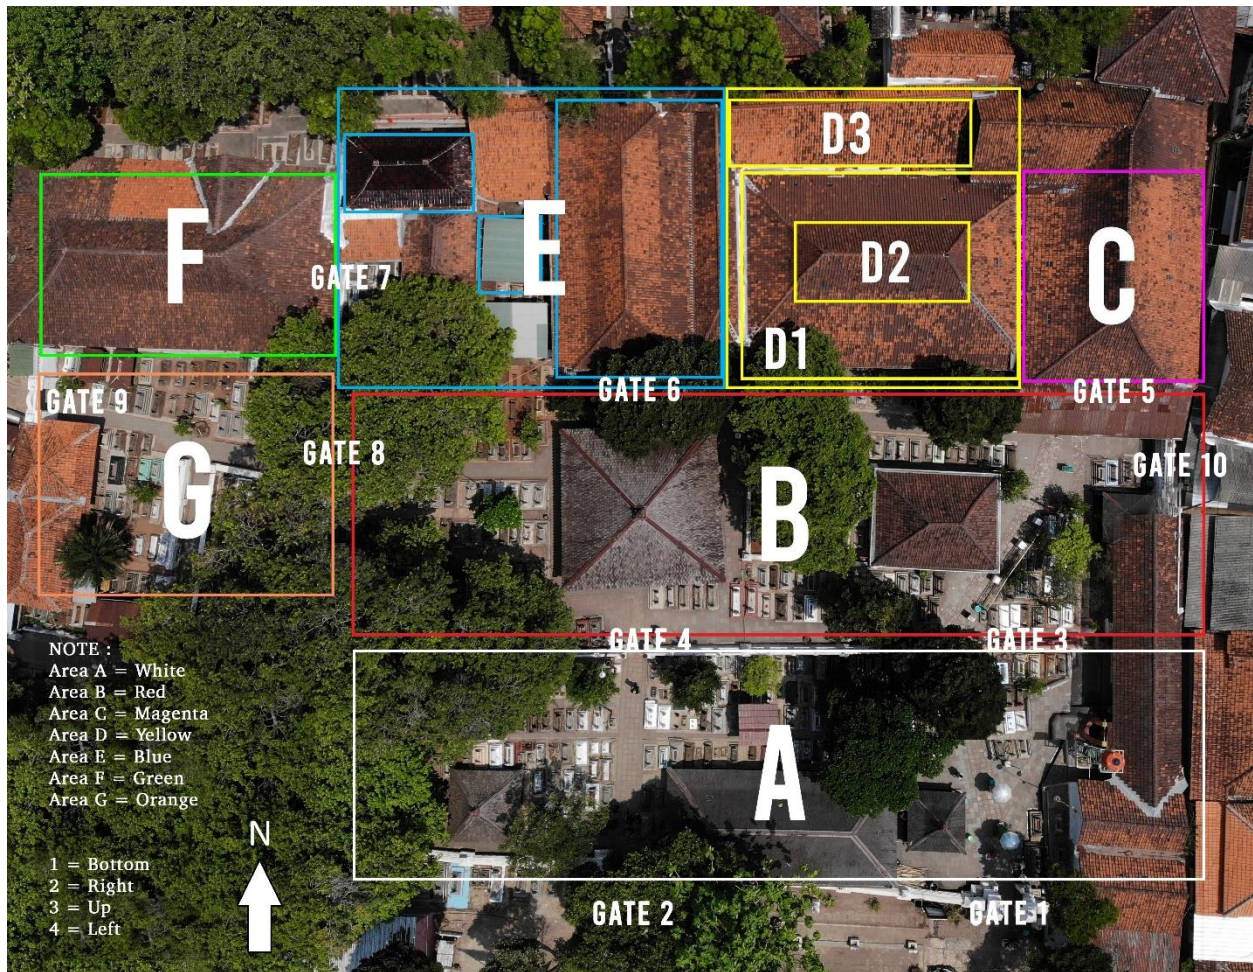 D3
F
E
D2
C
GATE 7
D1
GATE 6
GATE 5
GATE 9
G
GATE 8
B
GATE 10
GATE 4
GATE 3
NOTE :
Area A = White
Area B = Red
Area C = Magenta
Area D = Yellow
Area E = Blue
Area F = Green
Area G = Orange
A
N
1 = Bottom
2 = Right
3 = Up
4 = Left
GATE 2
GATE 1